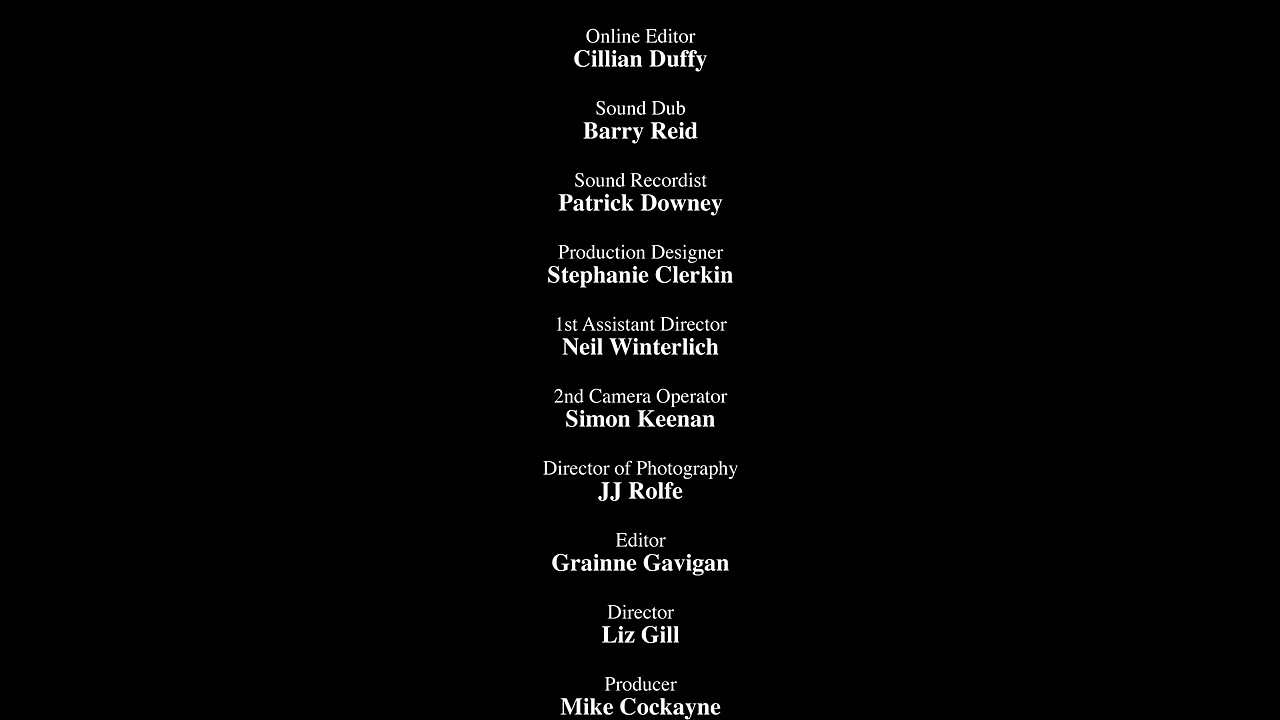 Online Editor
Cillian Duffy
Sound Dub
Barry Reid
Sound Recordist
Patrick Downey
Production Designer
Stephanie Clerkin
1st Assistant Director
Neil Winterlich
2nd Camera Operator
Simon Keenan
Director of Photography
JJ Rolfe
Editor
Grainne Gavigan
Director
Liz Gill
Producer
Mike Cockayne